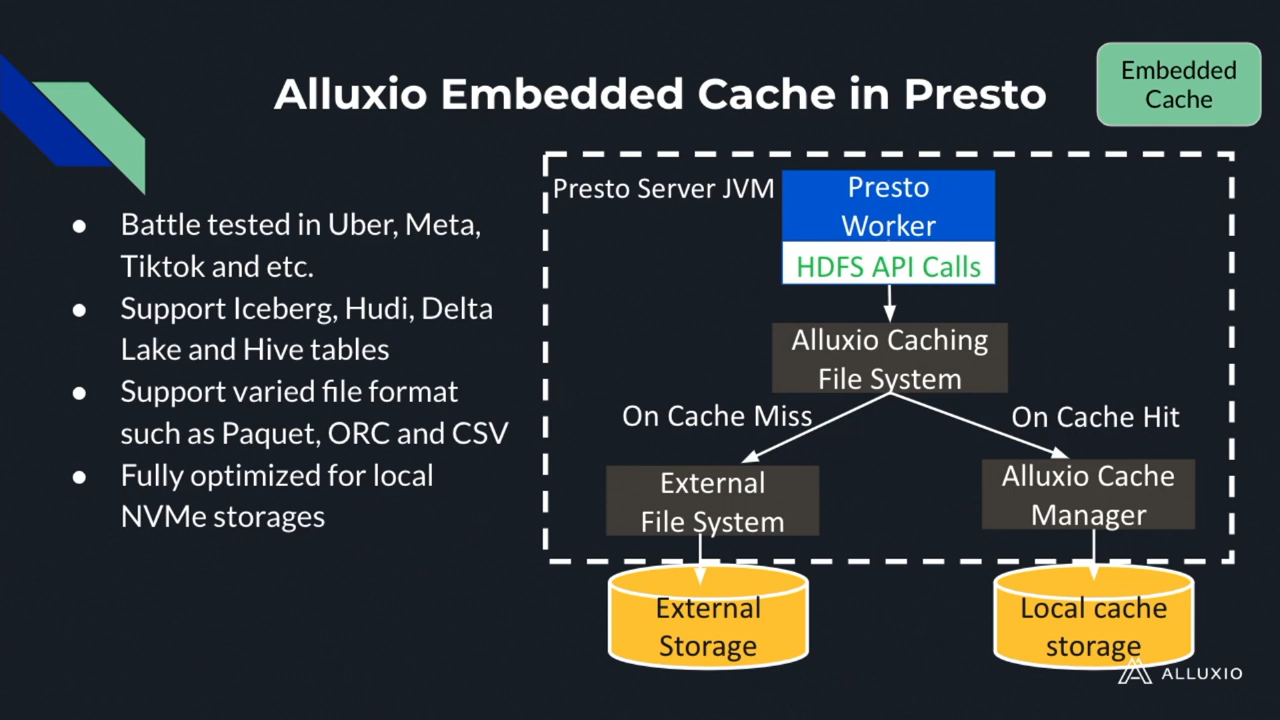 Alluxio Embedded Cache in Presto
Embedded
Cache
● Battle tested in Uber, Meta,
Tiktok and etc.
● Support Iceberg, Hudi, Delta
Lake and Hive tables
● Support varied file format
such as Paquet, ORC and CSV
● Fully optimized for local
NVMe storages
Presto Server JVM
Presto
Worker
HDFS API Calls
Alluxio Caching
File System
On Cache Miss
On Cache Hit
External
File System
Alluxio Cache
Manager
External
Storage
Local cache
storage
ALLUXIO